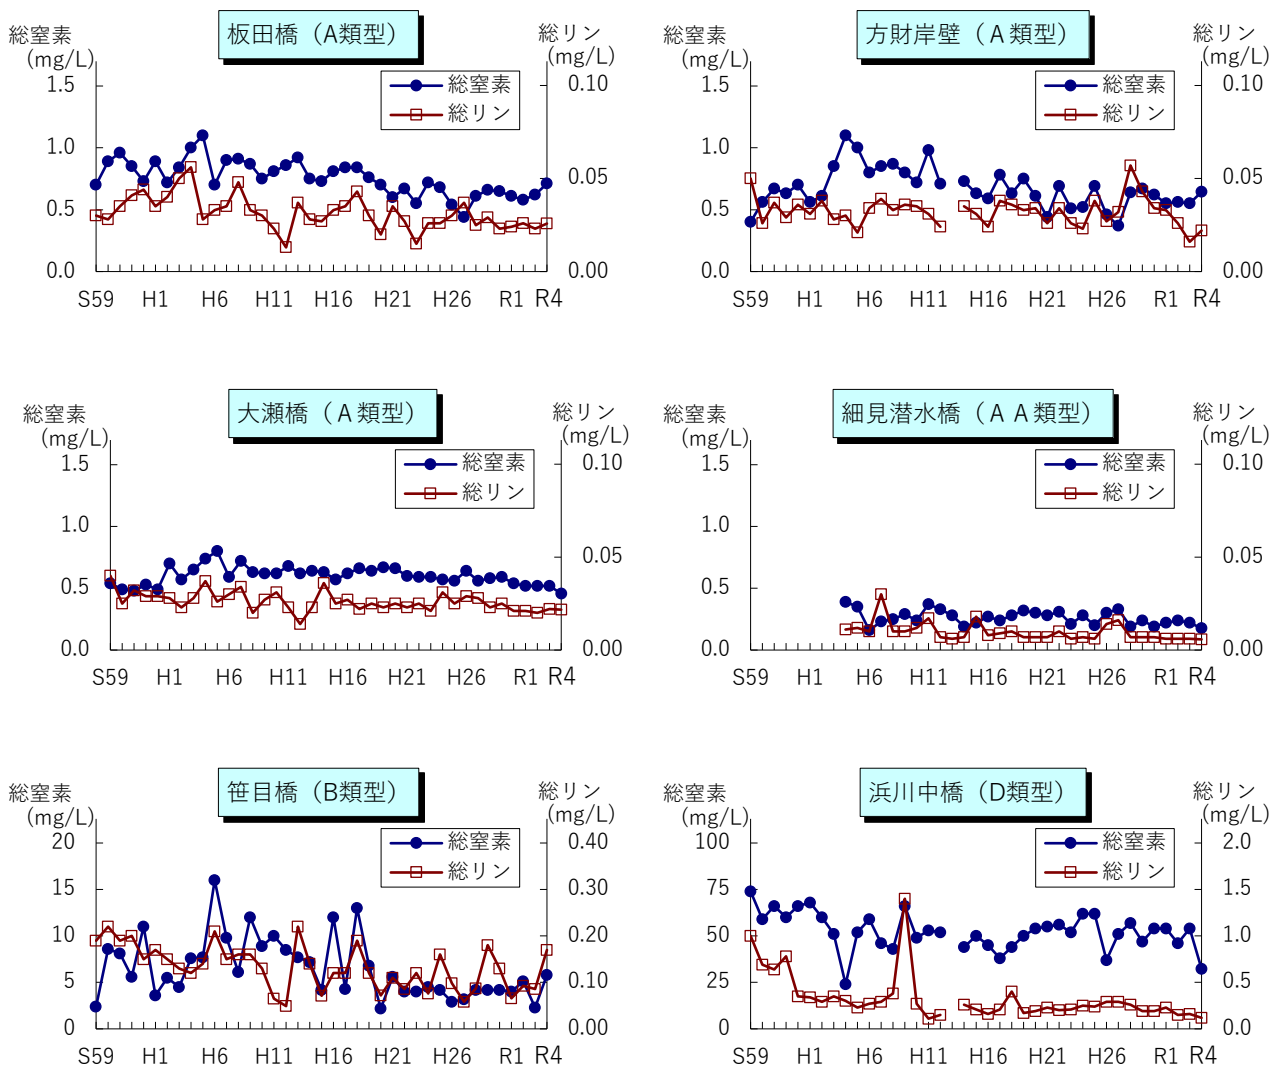 板田橋（A類型）
総窒素
(mg/L)
総リン
(mg/L)
総窒素
総リン
1.5
1.0
0.5
0.0
0.10
0.05
0.00
S59 H1 H6 H11 H16 H21 H26 R1 R4
方財岸壁（Ａ類型）
総窒素
(mg/L)
総リン
(mg/L)
総窒素
総リン
1.5
1.0
0.5
0.0
0.10
0.05
0.00
S59 H1 H6 H11 H16 H21 H26 R1 R4
大瀬橋（Ａ類型）
総窒素
(mg/L)
総リン
(mg/L)
総窒素
総リン
1.5
1.0
0.5
0.0
0.10
0.05
0.00
S59 H1 H6 H11 H16 H21 H26 R1 R4
細見潜水橋（ＡＡ類型）
総窒素
(mg/L)
総リン
(mg/L)
総窒素
総リン
1.5
1.0
0.5
0.0
0.10
0.05
0.00
S59 H1 H6 H11 H16 H21 H26 R1 R4
笹目橋（B類型）
総窒素
(mg/L)
総リン
(mg/L)
総窒素
総リン
20
15
10
5
0
0.40
0.30
0.20
0.10
0.00
S59 H1 H6 H11 H16 H21 H26 R1 R4
浜川中橋（D類型）
総窒素
(mg/L)
総リン
(mg/L)
総窒素
総リン
100
75
50
25
0
2.0
1.5
1.0
0.5
0.0
S59 H1 H6 H11 H16 H21 H26 R1 R4